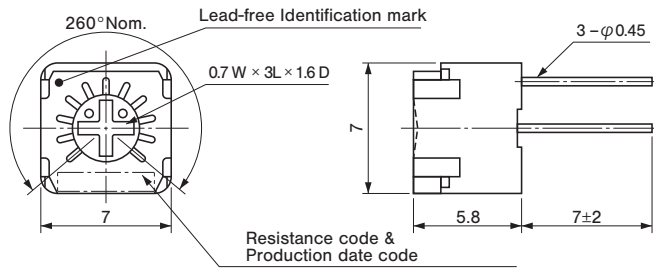 260°Nom.
Lead-free Identification mark
3 – φ0.45
0.7 W × 3L × 1.6 D
7
7
5.8
7±2
Resistance code &
Production date code